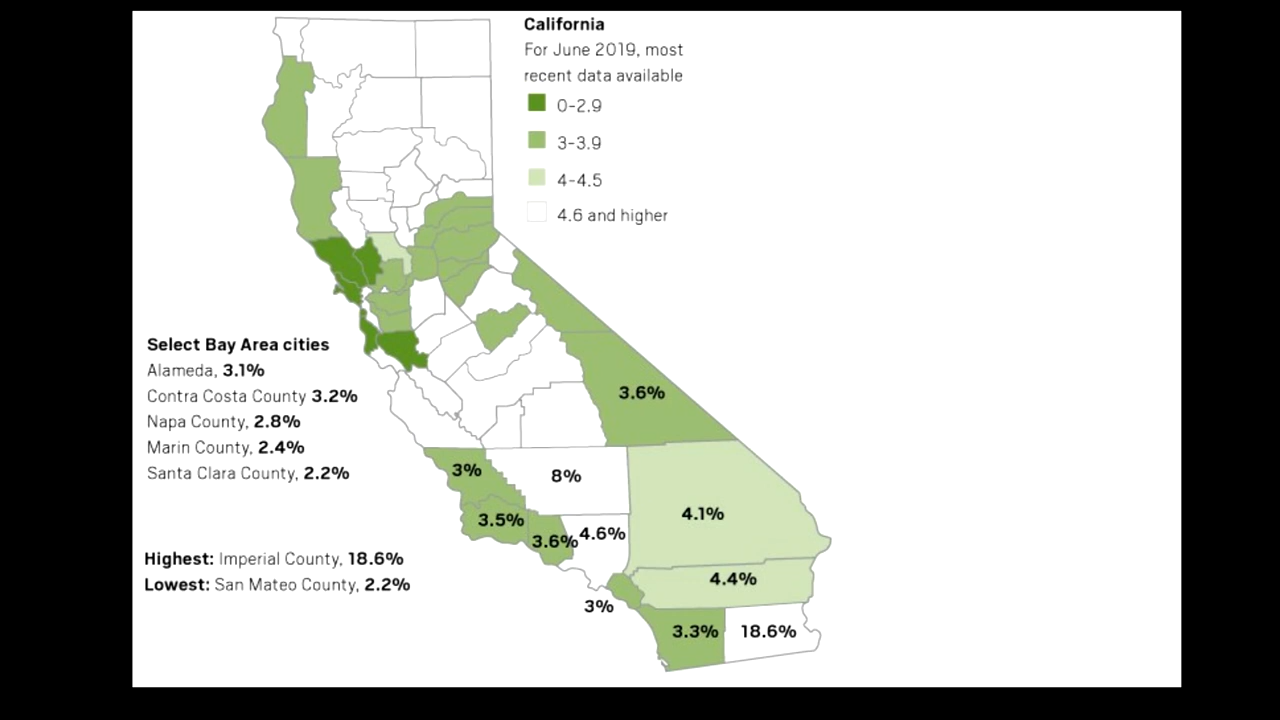 California
For June 2019, most
recent data available
0-2.9
3-3.9
4-4.5
4.6 and higher
Select Bay Area cities
Alameda, 3.1%
Contra Costa County 3.2%
Napa County, 2.8%
Marin County, 2.4%
Santa Clara County, 2.2%
Highest: Imperial County, 18.6%
Lowest: San Mateo County, 2.2%
3.6%
3%
8%
4.1%
3.5%
3.6%
4.6%
4.4%
3%
3.3%
18.6%